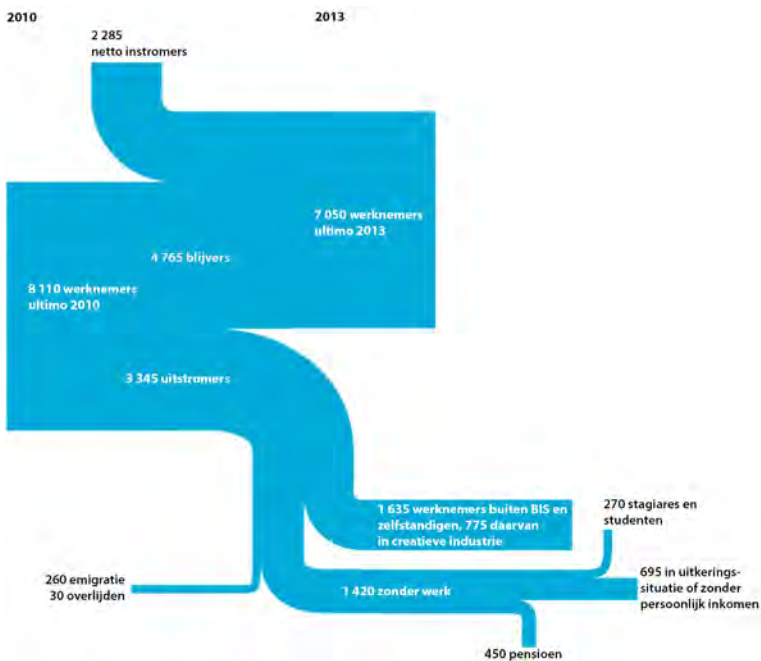 2010
2013
2 285
netto instromers
7 050 werknemers
ultimo 2013
4 765 blijvers
8 110 werknemers
ultimo 2010
3 345 uitstromers
1 635 werknemers buiten BIS en
zelfstandigen, 775 daarvan
in creatieve industrie
270 stagiares en
studenten
260 emigratie
30 overlijden
1 420 zonder werk
695 in uitkerings-
situatie of zonder
persoonlijk inkomen
450 pensioen